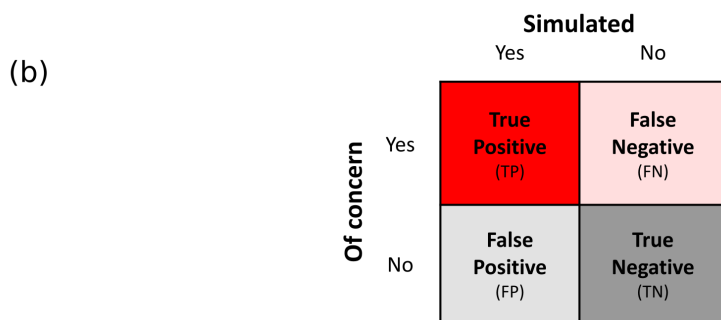 Simulated
Yes No
(b)
Of concern
Yes
True
Positive
(TP)
False
Negative
(FN)
No
False
Positive
(FP)
True
Negative
(TN)